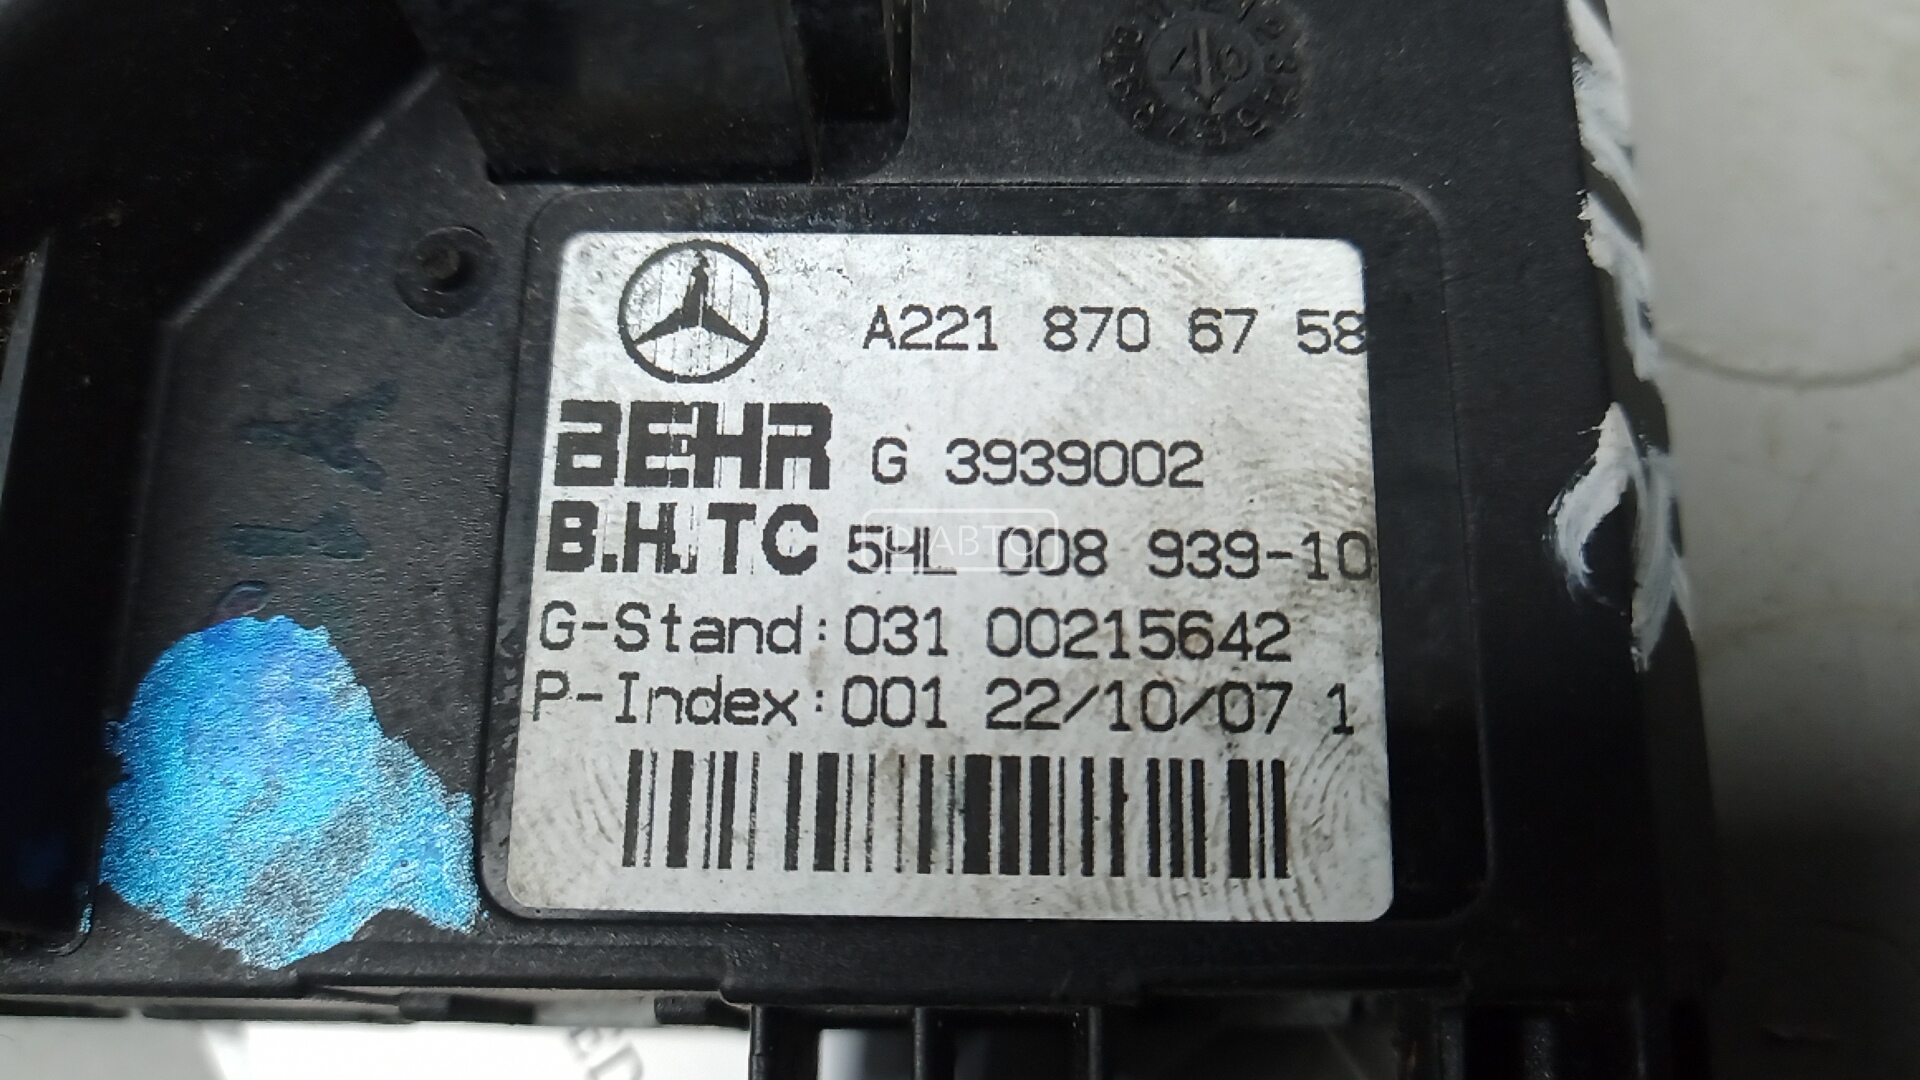 A221 870 67 58
BEHR G 3939002
B.H.TC 5HL 008 939-10
G-Stand:031 00215642
P-Index:001 22/10/07 1